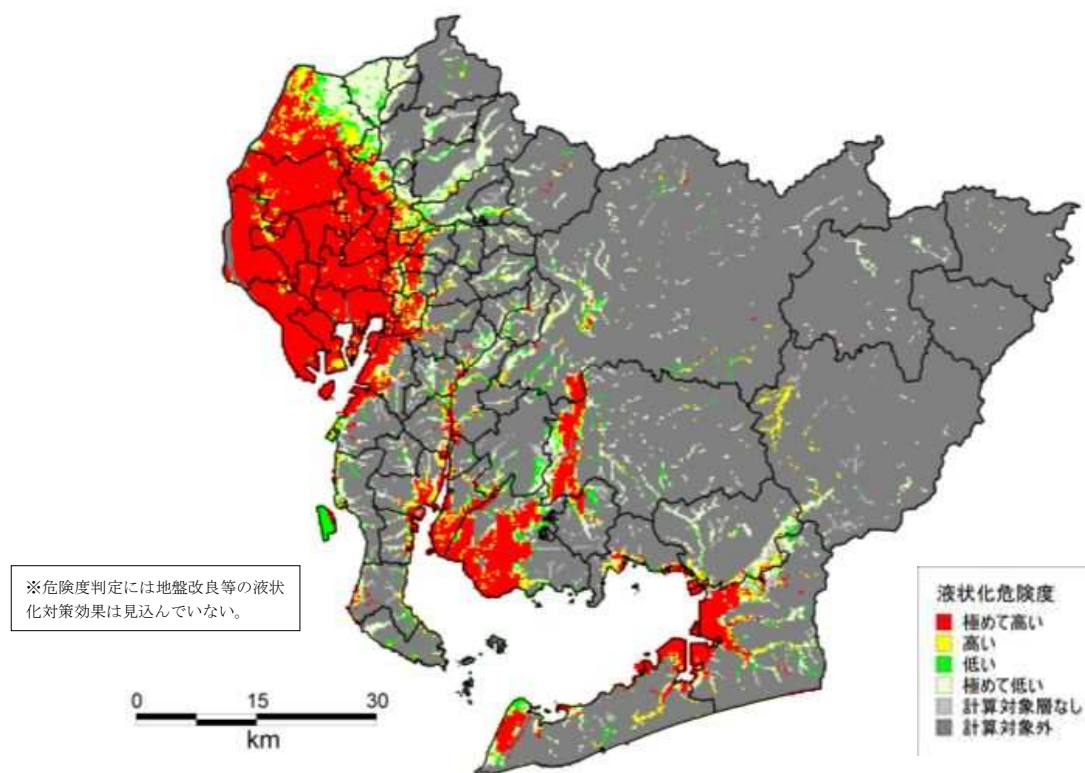 ※危険度判定には地盤改良等の液状
化対策効果は見込んでいない。
0 15 30
km
液状化危険度
極めて高い
高い
低い
極めて低い
計算対象層なし
計算対象外